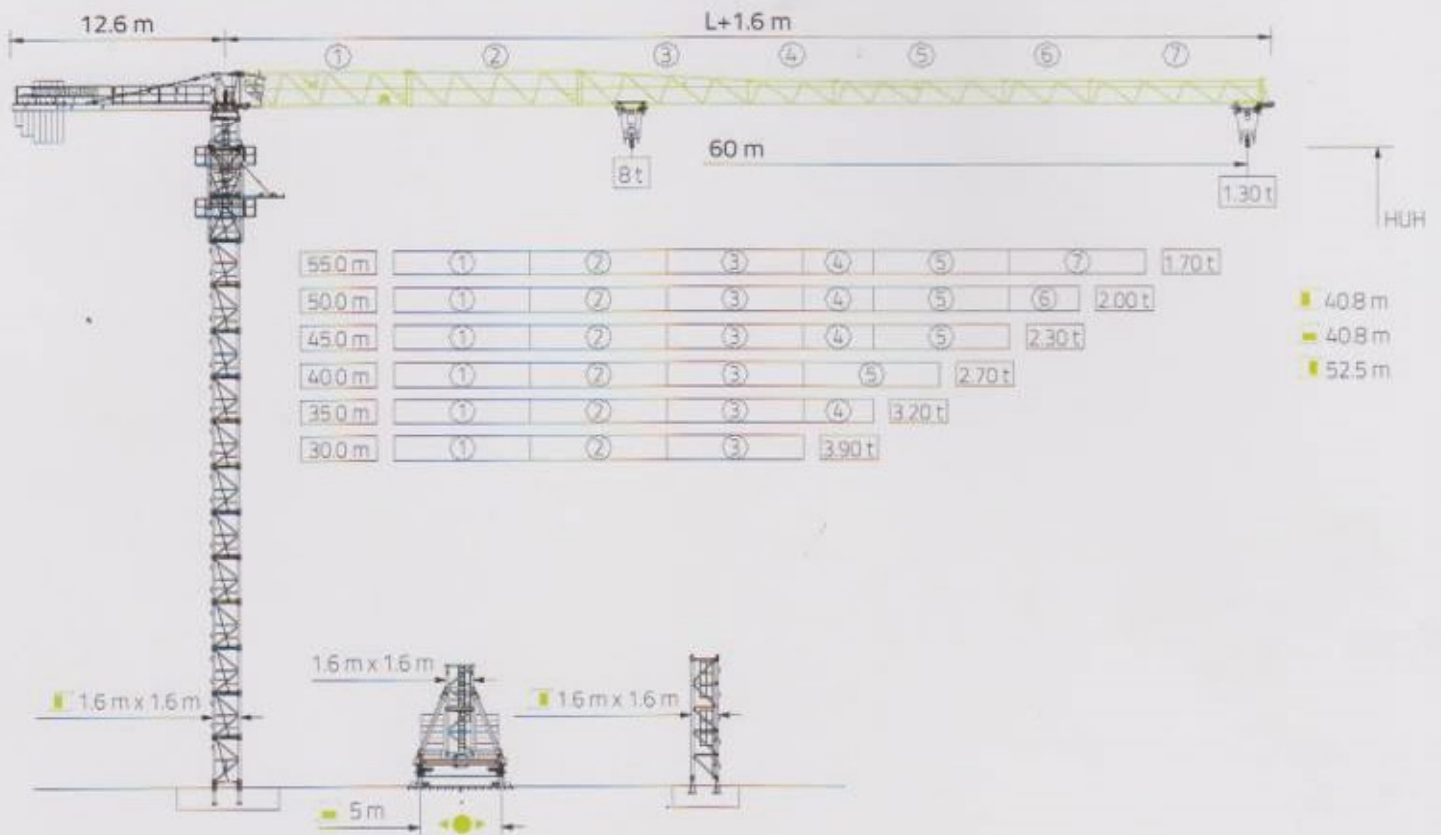 12.6 m L+1.6 m
① ② ③ ④ ⑤ ⑥ ⑦
60 m
8 t
1.30 t
HUH
55.0 m ① ② ③ ④ ⑤ ⑦ 1.70 t
50.0 m ① ② ③ ④ ⑤ ⑥ 2.00 t
45.0 m ① ② ③ ④ ⑤ 2.30 t
40.0 m ① ② ③ ⑤ 2.70 t
35.0 m ① ② ③ ④ 3.20 t
30.0 m ① ② ③ 3.90 t
40.8 m
40.8 m
52.5 m
1.6 m x 1.6 m
1.6 m x 1.6 m
1.6 m x 1.6 m
5 m